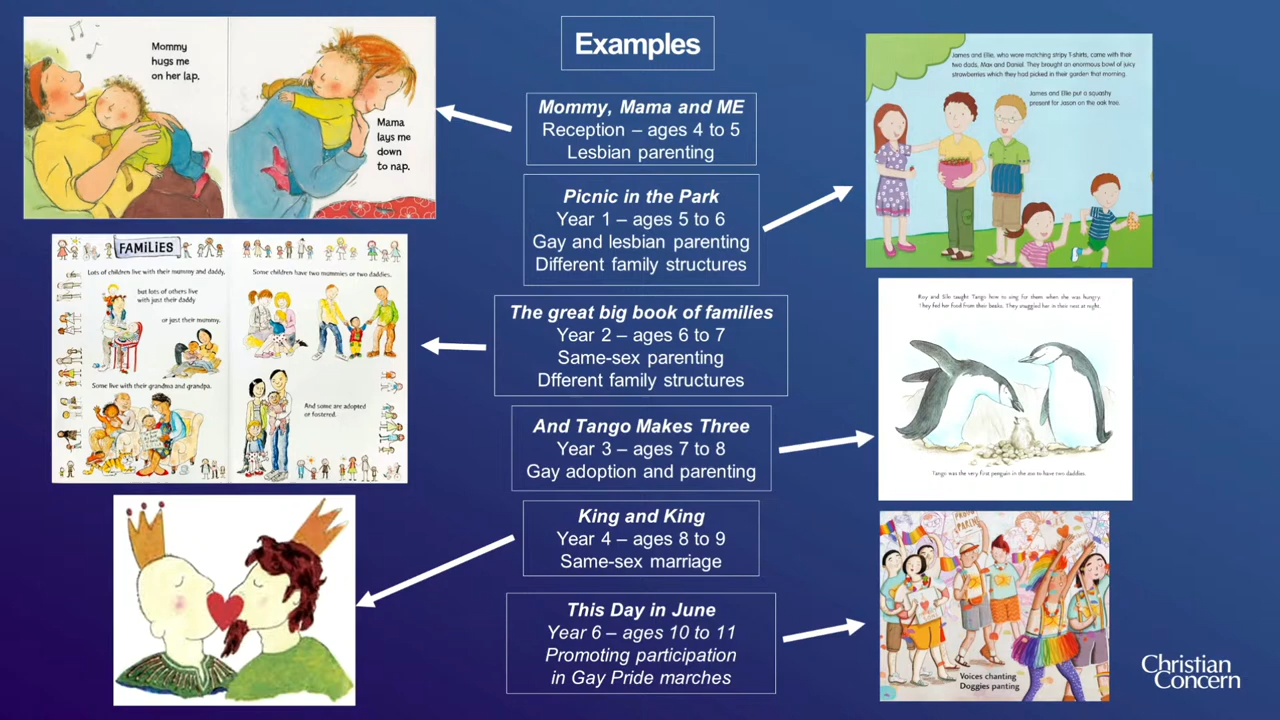 Examples
Mommy
hugs me
on her lap.
Mama
lays me
down
to nap.
Mommy, Mama and ME
Reception – ages 4 to 5
Lesbian parenting
James and Ellie, who wore matching stripy T-shirts, came with their
two dads, Max and Daniel. They brought an enormous bowl of juicy
strawberries which they had picked in their garden that morning.
James and Ellie put a squashy
present for Jason on the oak tree.
Picnic in the Park
Year 1 – ages 5 to 6
Gay and lesbian parenting
Different family structures
FAMILIES
Lots of children live with their mummy and daddy,
but lots of others live
with just their daddy
or just their mummy.
Some live with their grandma and grandpa.
Some children have two mummies or two daddies.
And some are adopted
or fostered.
The great big book of families
Year 2 – ages 6 to 7
Same-sex parenting
Dfferent family structures
Roy and Silo taught Tango how to sing for them when she was hungry.
They fed her food from their beaks. They snuggled her in their nest at night.
Tango was the very first penguin in the zoo to have two daddies.
And Tango Makes Three
Year 3 – ages 7 to 8
Gay adoption and parenting
King and King
Year 4 – ages 8 to 9
Same-sex marriage
This Day in June
Year 6 – ages 10 to 11
Promoting participation
in Gay Pride marches
Voices chanting
Doggies panting
Christian
Concern